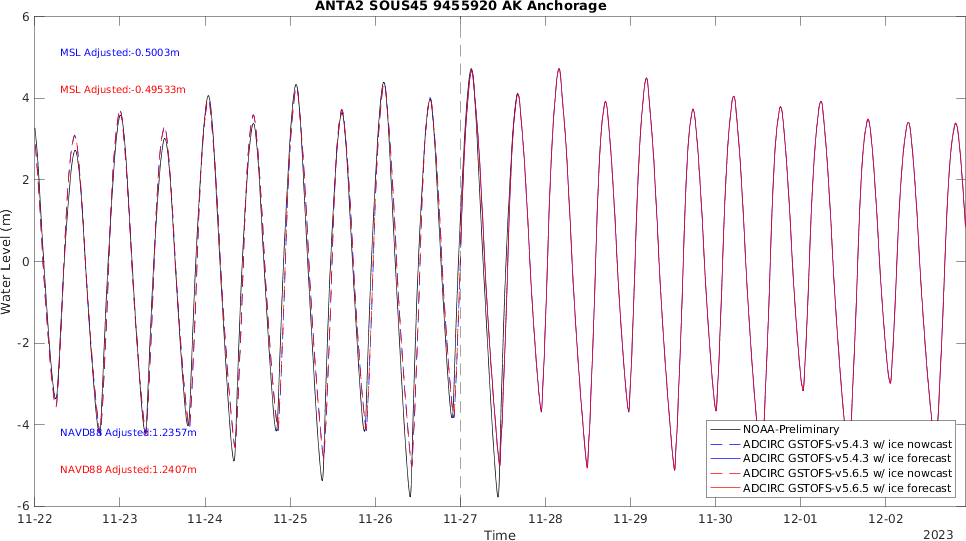 ANTA2 SOUS45 9455920 AK Anchorage
6
4
2
0
-2
-4
-6
Water Level (m)
MSL Adjusted:-0.5003m
MSL Adjusted:-0.49533m
NAVD88 Adjusted:1.2357m
NAVD88 Adjusted:1.2407m
NOAA-Preliminary
ADCIRC GSTOFS-v5.4.3 w/ ice nowcast
ADCIRC GSTOFS-v5.4.3 w/ ice forecast
ADCIRC GSTOFS-v5.6.5 w/ ice nowcast
ADCIRC GSTOFS-v5.6.5 w/ ice forecast
11-22 11-23 11-24 11-25 11-26 11-27 11-28 11-29 11-30 12-01 12-02
Time
2023